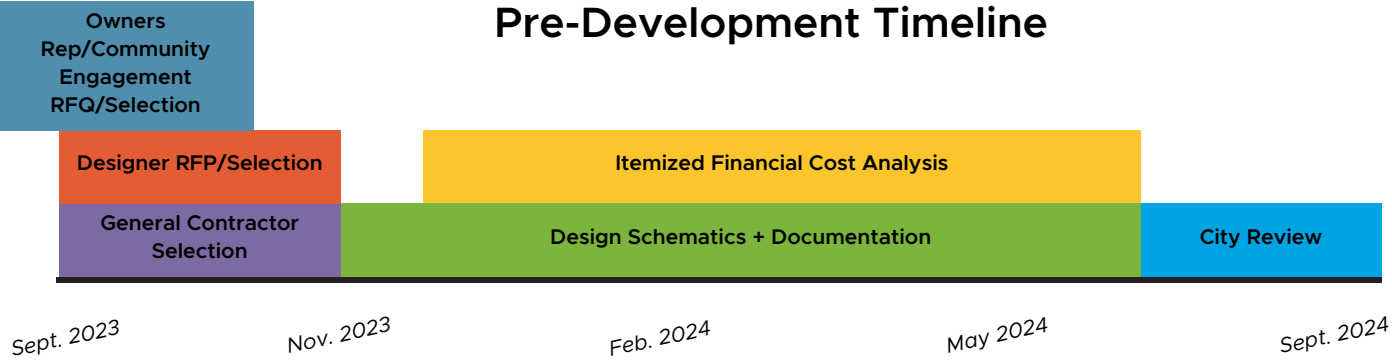 Pre-Development Timeline
Owners
Rep/Community
Engagement
RFQ/Selection
Designer RFP/Selection
Itemized Financial Cost Analysis
General Contractor
Selection
Design Schematics + Documentation
City Review
Sept. 2023
Nov. 2023
Feb. 2024
May 2024
Sept. 2024